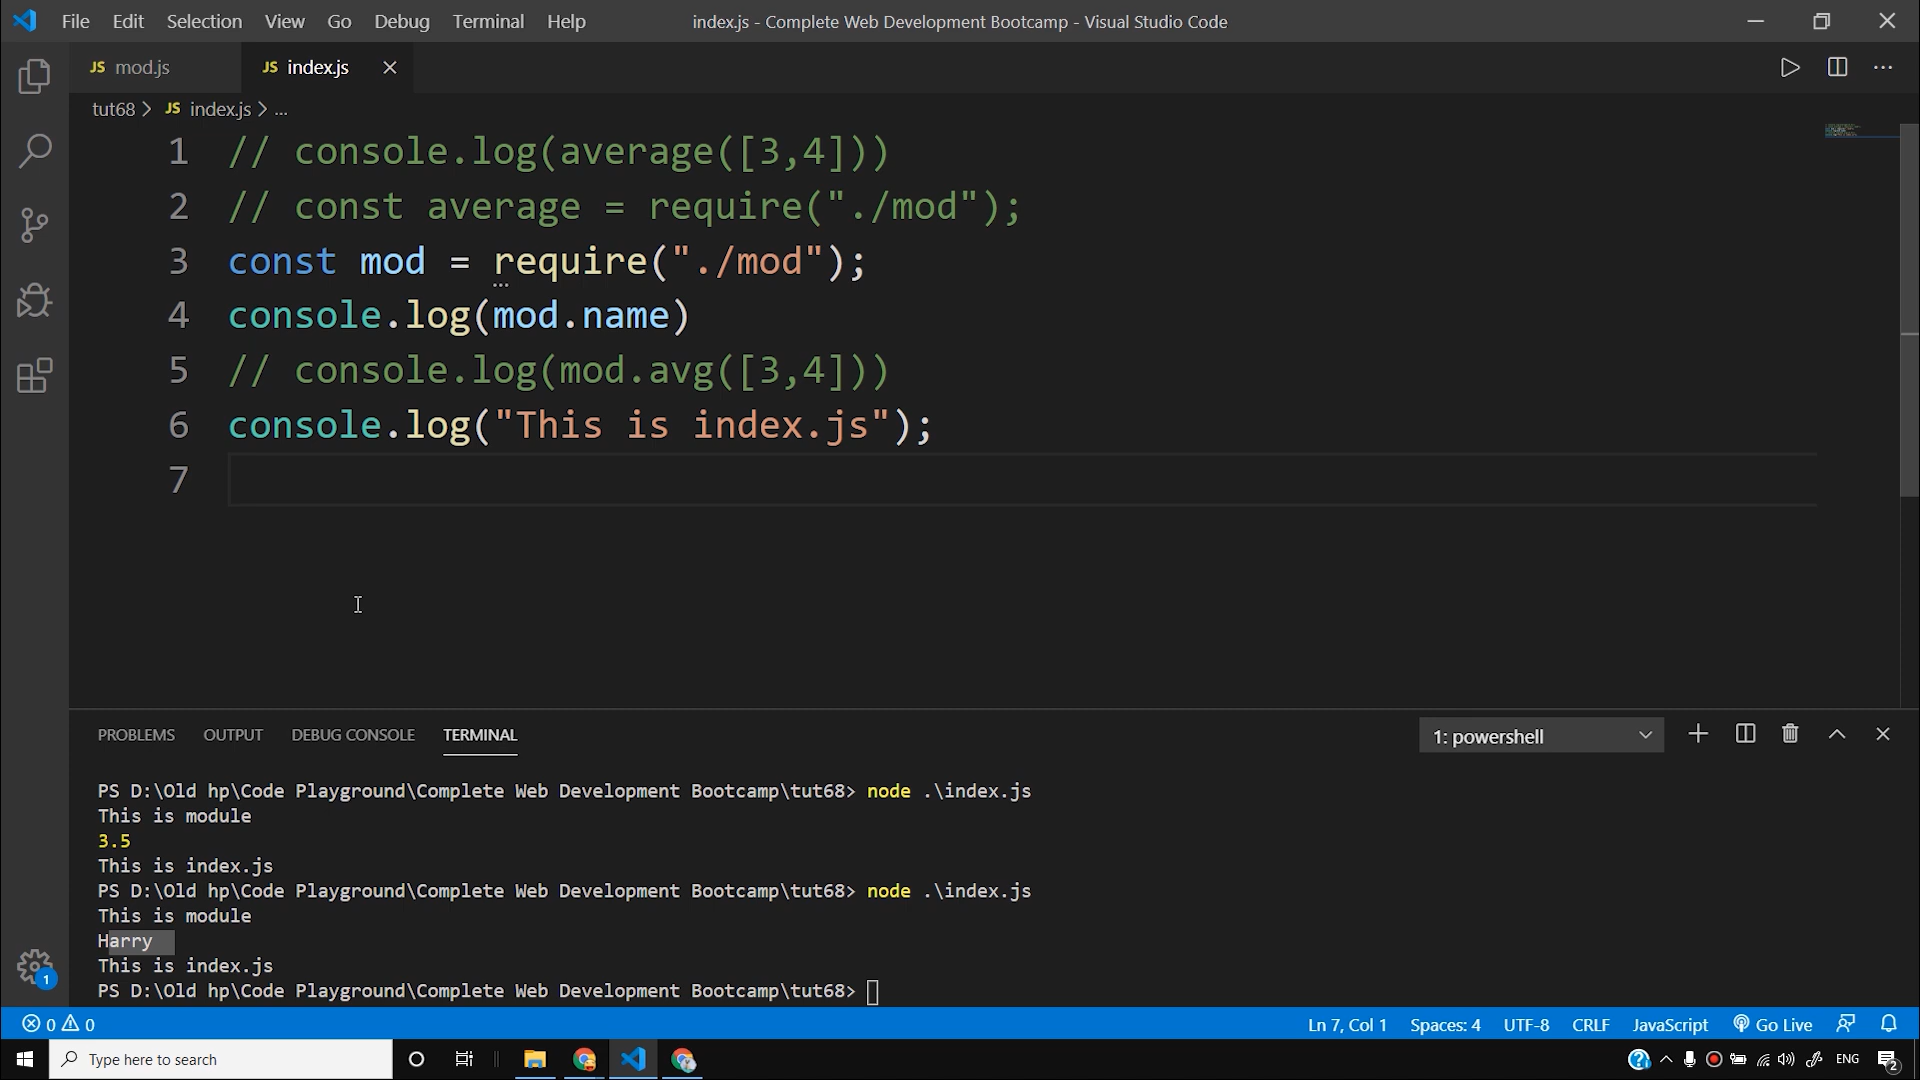 File Edit Selection View Go Debug Terminal Help index.js - Complete Web Development Bootcamp - Visual Studio Code
JS mod.js JS index.js
tut68 > JS index.js > ...
1 // console.log(average([3,4]))
2 // const average = require("./mod");
3 const mod = require("./mod");
4 console.log(mod.name)
5 // console.log(mod.avg([3,4]))
6 console.log("This is index.js");
7
PROBLEMS OUTPUT DEBUG CONSOLE TERMINAL 1: powershell
PS D:\Old hp\Code Playground\Complete Web Development Bootcamp\tut68> node .\index.js
This is module
3.5
This is index.js
PS D:\Old hp\Code Playground\Complete Web Development Bootcamp\tut68> node .\index.js
This is module
Harry
This is index.js
PS D:\Old hp\Code Playground\Complete Web Development Bootcamp\tut68>
1
0 0 Ln 7, Col 1 Spaces: 4 UTF-8 CRLF JavaScript Go Live
Type here to search ENG 2